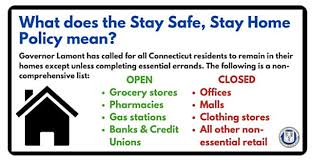 What does the Stay Safe, Stay Home
Policy mean?
Governor Lamont has called for all Connecticut residents to remain in their
homes except unless completing essential errands. The following is a non-
comprehensive list:
OPEN
• Grocery stores
• Pharmacies
• Gas stations
• Banks & Credit
Unions
CLOSED
• Offices
• Malls
• Clothing stores
• All other non-
essential retail